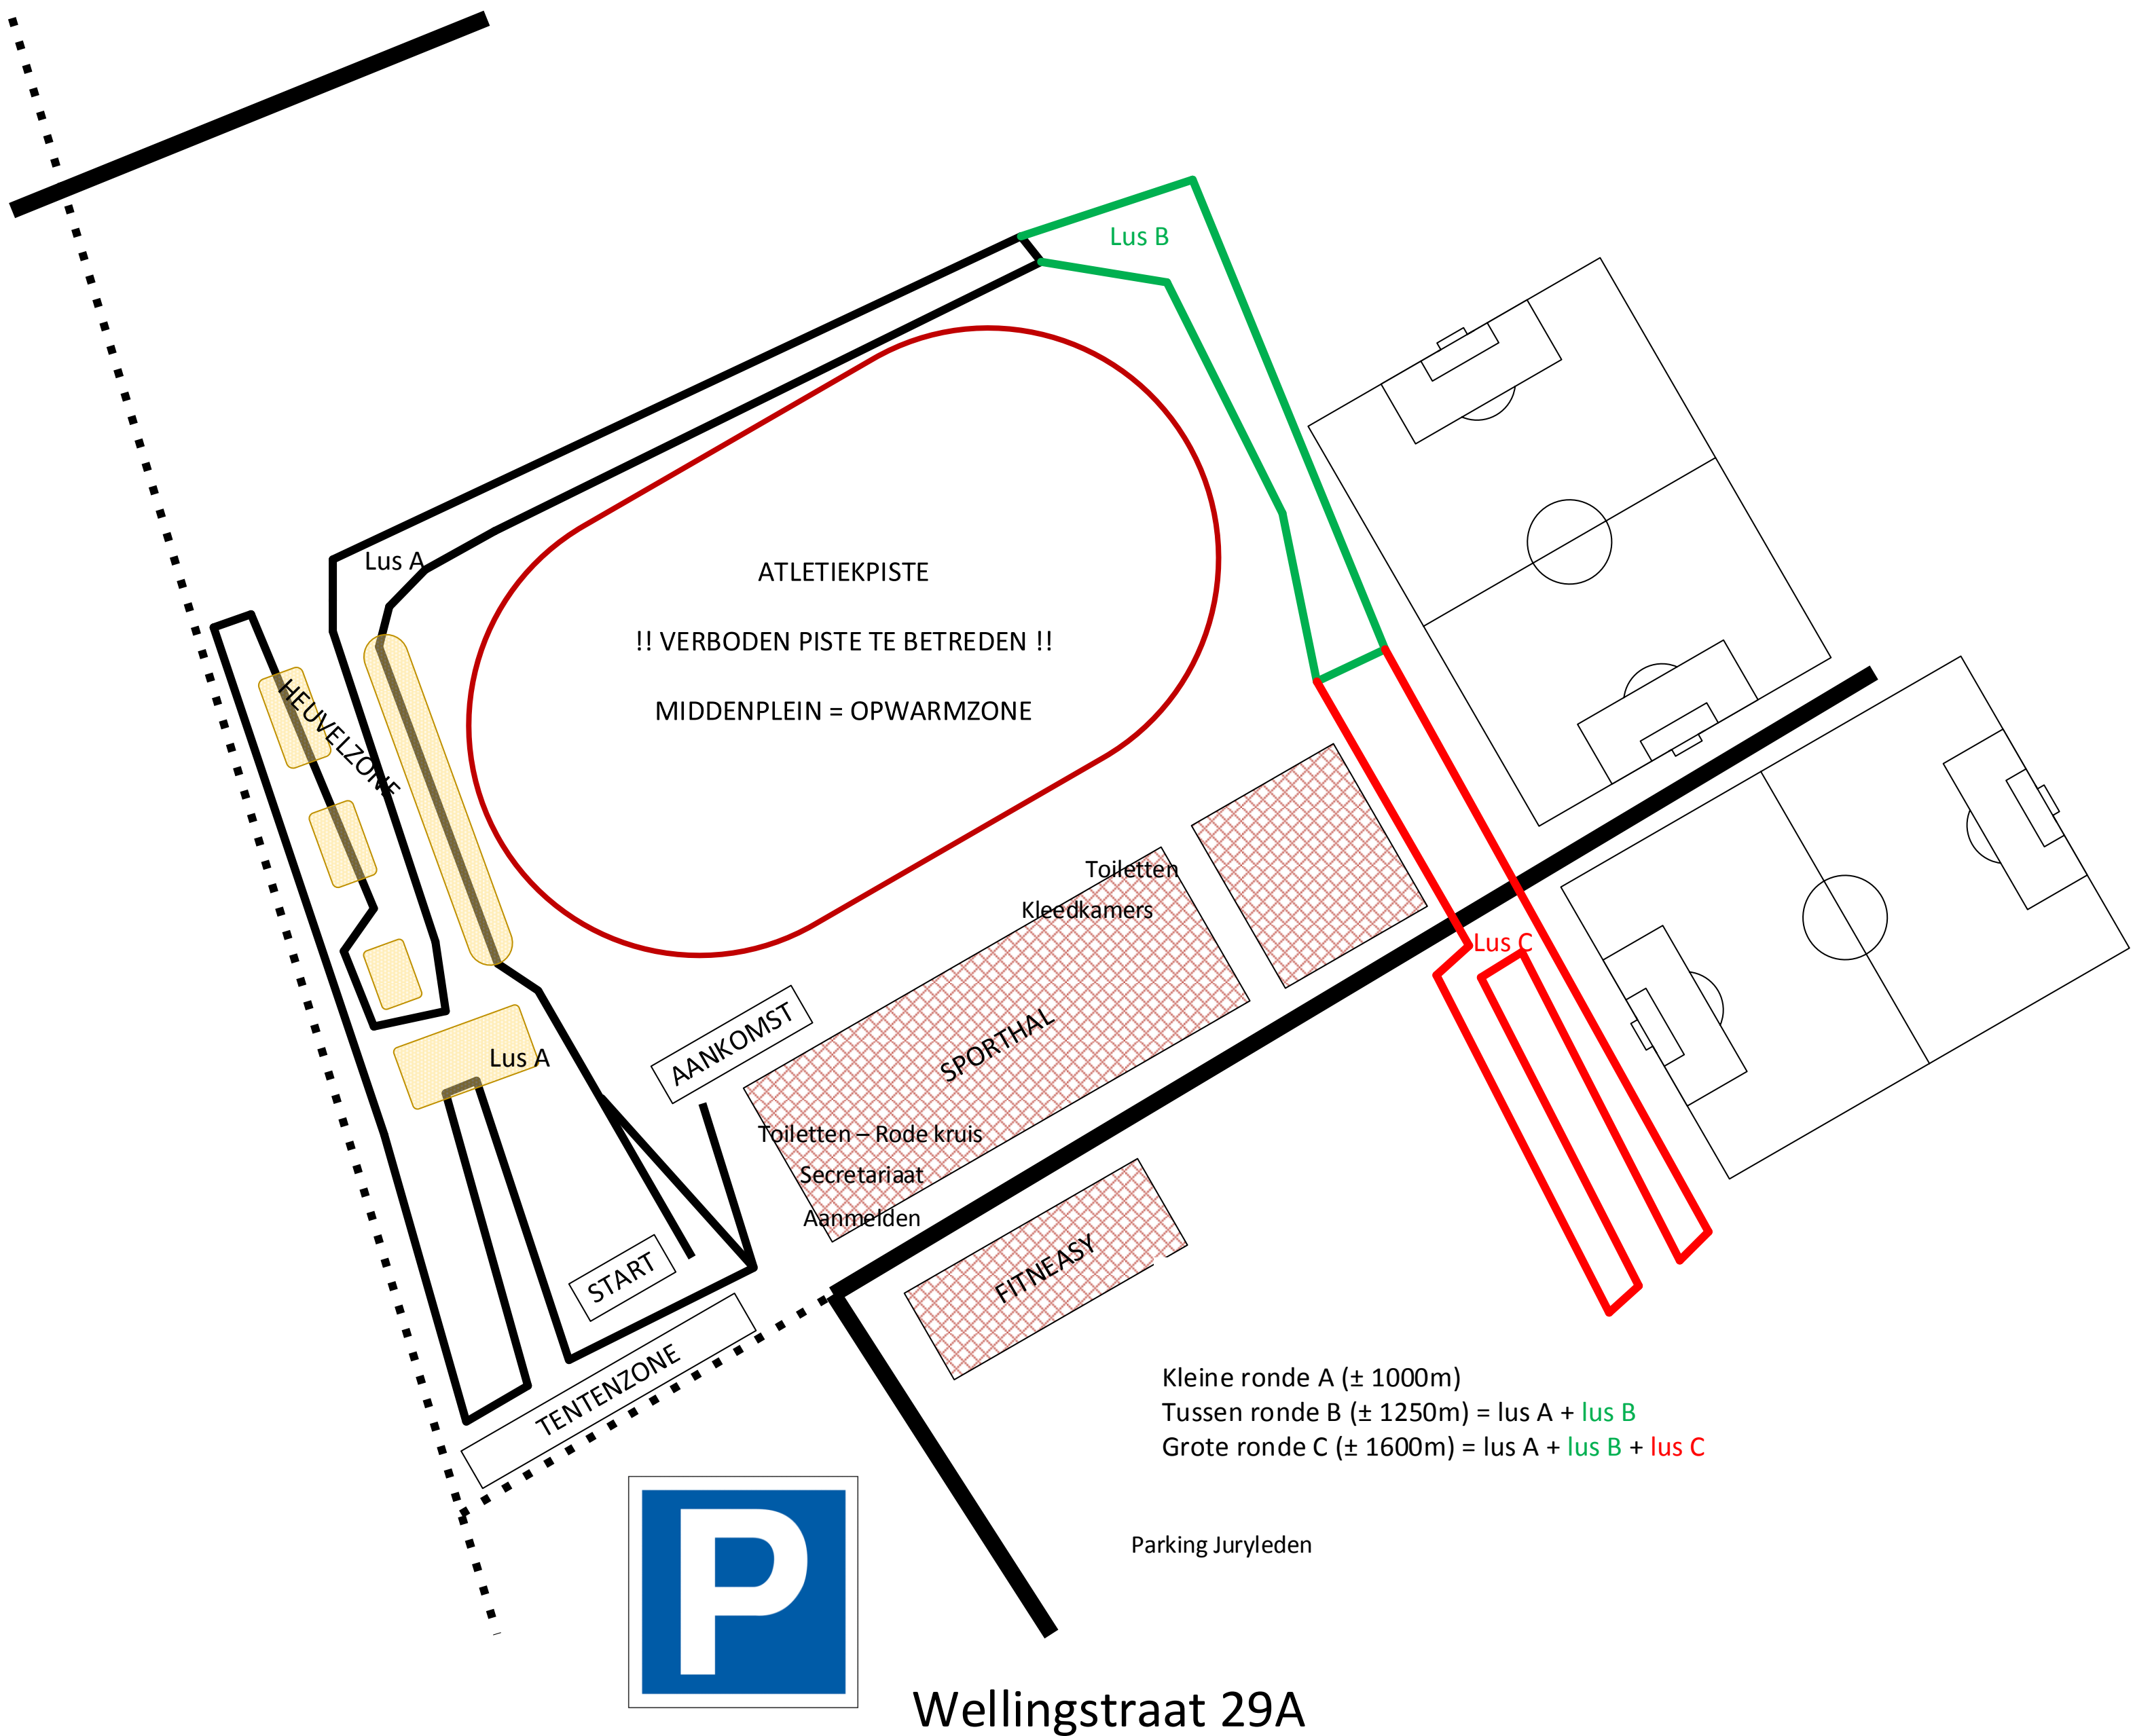 Lus B
Lus A
ATLETIEKPISTE
!! VERBODEN PISTE TE BETREDEN !!
MIDDENPLEIN = OPWARMZONE
HEUVELZONE
Toiletten
Kleedkamers
Lus C
AANKOMST
SPORTHAL
Lus A
Toiletten – Rode kruis
Secretariaat
Aanmelden
START
FITNEASY
TENTENZONE
Kleine ronde A (± 1000m)
Tussen ronde B (± 1250m) = lus A + lus B
Grote ronde C (± 1600m) = lus A + lus B + lus C
P
Parking Juryleden
Wellingstraat 29A